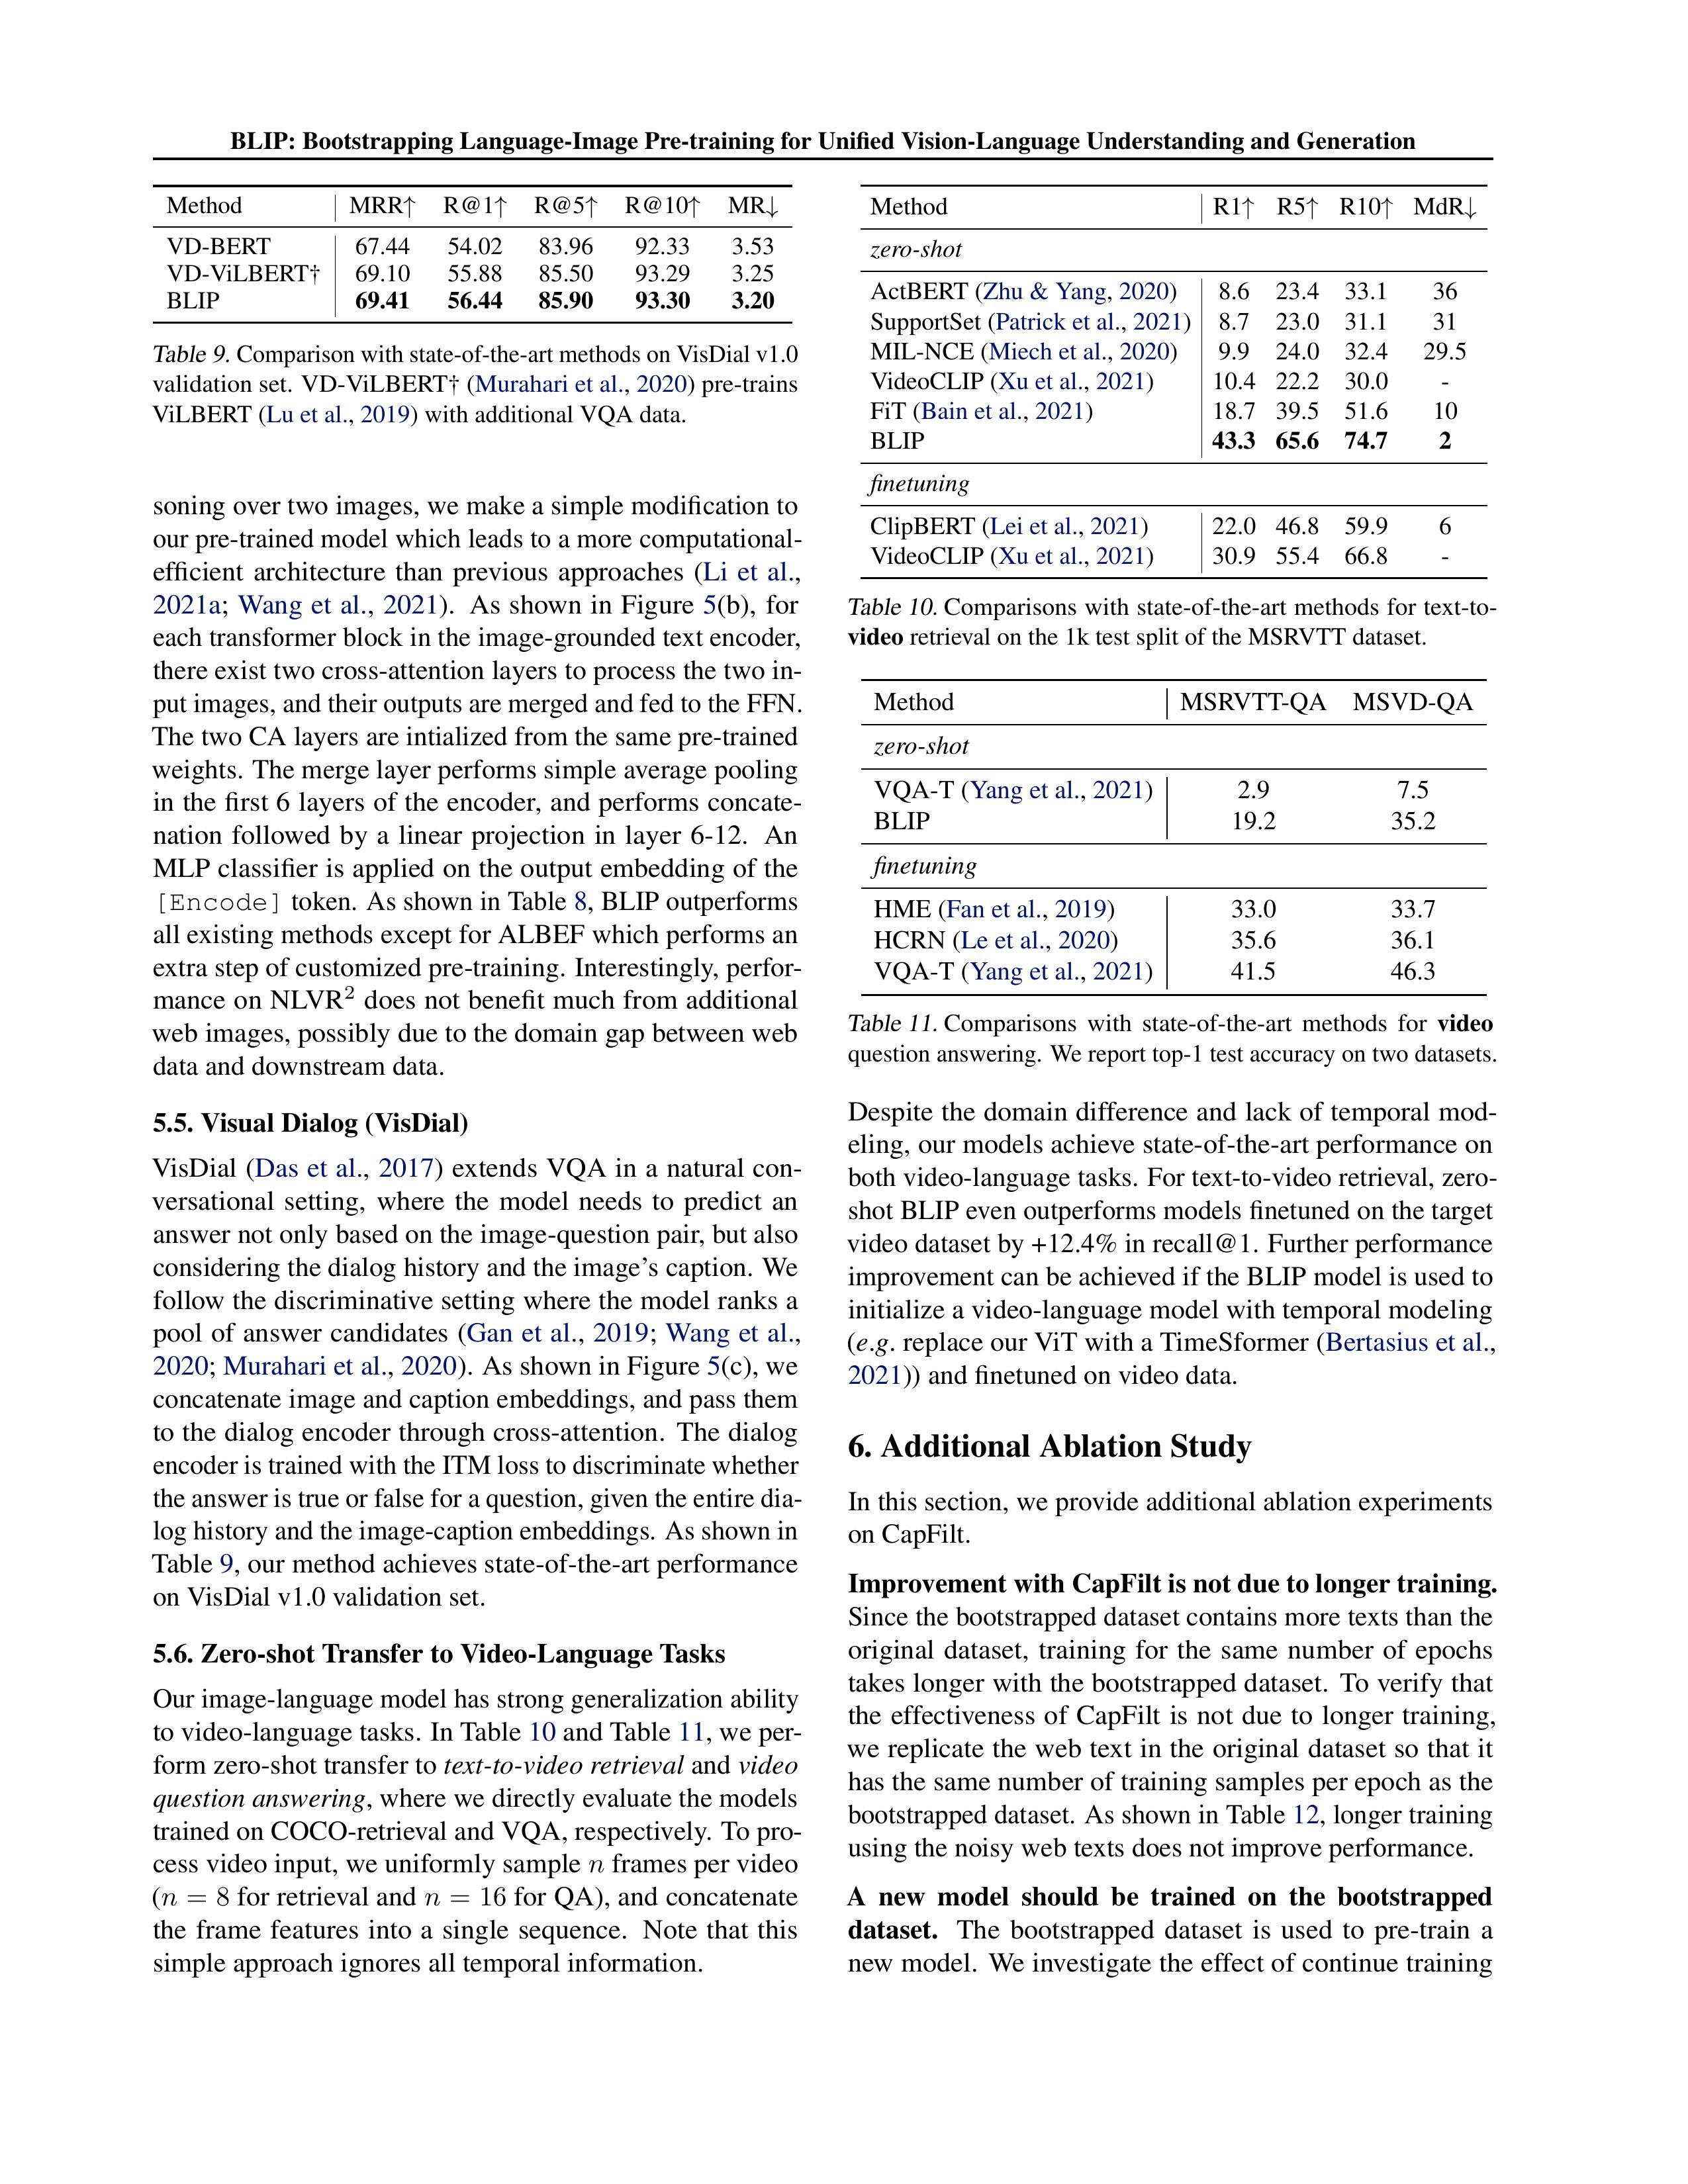 BLIP: Bootstrapping Language-Image Pre-training for Unified Vision-Language Understanding and Generation
Method MRR↑ R@1↑ R@5↑ R@10↑ MR↓
VD-BERT 67.44 54.02 83.96 92.33 3.53
VD-ViLBERT† 69.10 55.88 85.50 93.29 3.25
BLIP 69.41 56.44 85.90 93.30 3.20
Table 9. Comparison with state-of-the-art methods on VisDial v1.0
validation set. VD-ViLBERT† (Murahari et al., 2020) pre-trains
ViLBERT (Lu et al., 2019) with additional VQA data.
soning over two images, we make a simple modification to
our pre-trained model which leads to a more computational-
efficient architecture than previous approaches (Li et al.,
2021a; Wang et al., 2021). As shown in Figure 5(b), for
each transformer block in the image-grounded text encoder,
there exist two cross-attention layers to process the two in-
put images, and their outputs are merged and fed to the FFN.
The two CA layers are intialized from the same pre-trained
weights. The merge layer performs simple average pooling
in the first 6 layers of the encoder, and performs concate-
nation followed by a linear projection in layer 6-12. An
MLP classifier is applied on the output embedding of the
[Encode] token. As shown in Table 8, BLIP outperforms
all existing methods except for ALBEF which performs an
extra step of customized pre-training. Interestingly, perfor-
mance on NLVR² does not benefit much from additional
web images, possibly due to the domain gap between web
data and downstream data.
5.5. Visual Dialog (VisDial)
VisDial (Das et al., 2017) extends VQA in a natural con-
versational setting, where the model needs to predict an
answer not only based on the image-question pair, but also
considering the dialog history and the image's caption. We
follow the discriminative setting where the model ranks a
pool of answer candidates (Gan et al., 2019; Wang et al.,
2020; Murahari et al., 2020). As shown in Figure 5(c), we
concatenate image and caption embeddings, and pass them
to the dialog encoder through cross-attention. The dialog
encoder is trained with the ITM loss to discriminate whether
the answer is true or false for a question, given the entire dia-
log history and the image-caption embeddings. As shown in
Table 9, our method achieves state-of-the-art performance
on VisDial v1.0 validation set.
5.6. Zero-shot Transfer to Video-Language Tasks
Our image-language model has strong generalization ability
to video-language tasks. In Table 10 and Table 11, we per-
form zero-shot transfer to text-to-video retrieval and video
question answering, where we directly evaluate the models
trained on COCO-retrieval and VQA, respectively. To pro-
cess video input, we uniformly sample n frames per video
(n = 8 for retrieval and n = 16 for QA), and concatenate
the frame features into a single sequence. Note that this
simple approach ignores all temporal information.
Method R1↑ R5↑ R10↑ MdR↓
zero-shot
ActBERT (Zhu & Yang, 2020) 8.6 23.4 33.1 36
SupportSet (Patrick et al., 2021) 8.7 23.0 31.1 31
MIL-NCE (Miech et al., 2020) 9.9 24.0 32.4 29.5
VideoCLIP (Xu et al., 2021) 10.4 22.2 30.0 -
FiT (Bain et al., 2021) 18.7 39.5 51.6 10
BLIP 43.3 65.6 74.7 2
finetuning
ClipBERT (Lei et al., 2021) 22.0 46.8 59.9 6
VideoCLIP (Xu et al., 2021) 30.9 55.4 66.8 -
Table 10. Comparisons with state-of-the-art methods for text-to-
video retrieval on the 1k test split of the MSRVTT dataset.
Method MSRVTT-QA MSVD-QA
zero-shot
VQA-T (Yang et al., 2021) 2.9 7.5
BLIP 19.2 35.2
finetuning
HME (Fan et al., 2019) 33.0 33.7
HCRN (Le et al., 2020) 35.6 36.1
VQA-T (Yang et al., 2021) 41.5 46.3
Table 11. Comparisons with state-of-the-art methods for video
question answering. We report top-1 test accuracy on two datasets.
Despite the domain difference and lack of temporal mod-
eling, our models achieve state-of-the-art performance on
both video-language tasks. For text-to-video retrieval, zero-
shot BLIP even outperforms models finetuned on the target
video dataset by +12.4% in recall@1. Further performance
improvement can be achieved if the BLIP model is used to
initialize a video-language model with temporal modeling
(e.g. replace our ViT with a TimeSformer (Bertasius et al.,
2021)) and finetuned on video data.
6. Additional Ablation Study
In this section, we provide additional ablation experiments
on CapFilt.
Improvement with CapFilt is not due to longer training.
Since the bootstrapped dataset contains more texts than the
original dataset, training for the same number of epochs
takes longer with the bootstrapped dataset. To verify that
the effectiveness of CapFilt is not due to longer training,
we replicate the web text in the original dataset so that it
has the same number of training samples per epoch as the
bootstrapped dataset. As shown in Table 12, longer training
using the noisy web texts does not improve performance.
A new model should be trained on the bootstrapped
dataset. The bootstrapped dataset is used to pre-train a
new model. We investigate the effect of continue training